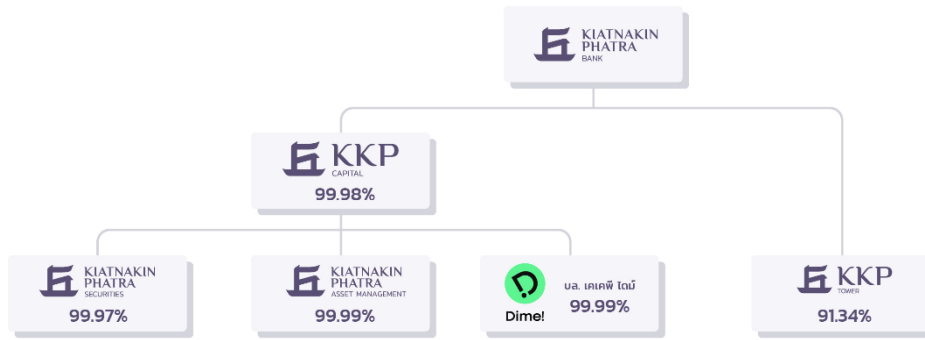 KIATNAKIN
PHATRA
BANK
KKP
CAPITAL
99.98%
KIATNAKIN
PHATRA
SECURITIES
99.97%
KIATNAKIN
PHATRA
ASSET MANAGEMENT
99.99%
Dime!
บล. เคเคพี ไดม์
99.99%
KKP
TOWER
91.34%